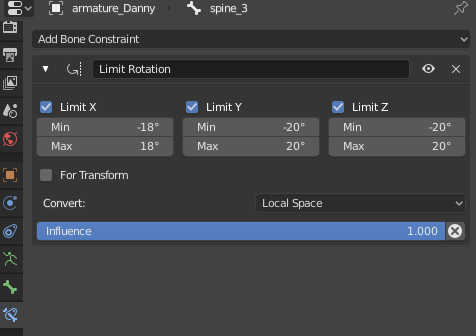 armature_Danny spine_3
Add Bone Constraint
Limit Rotation
Limit X Limit Y Limit Z
Min -18° Min -20° Min -20°
Max 18° Max 20° Max 20°
For Transform
Convert: Local Space
Influence 1.000